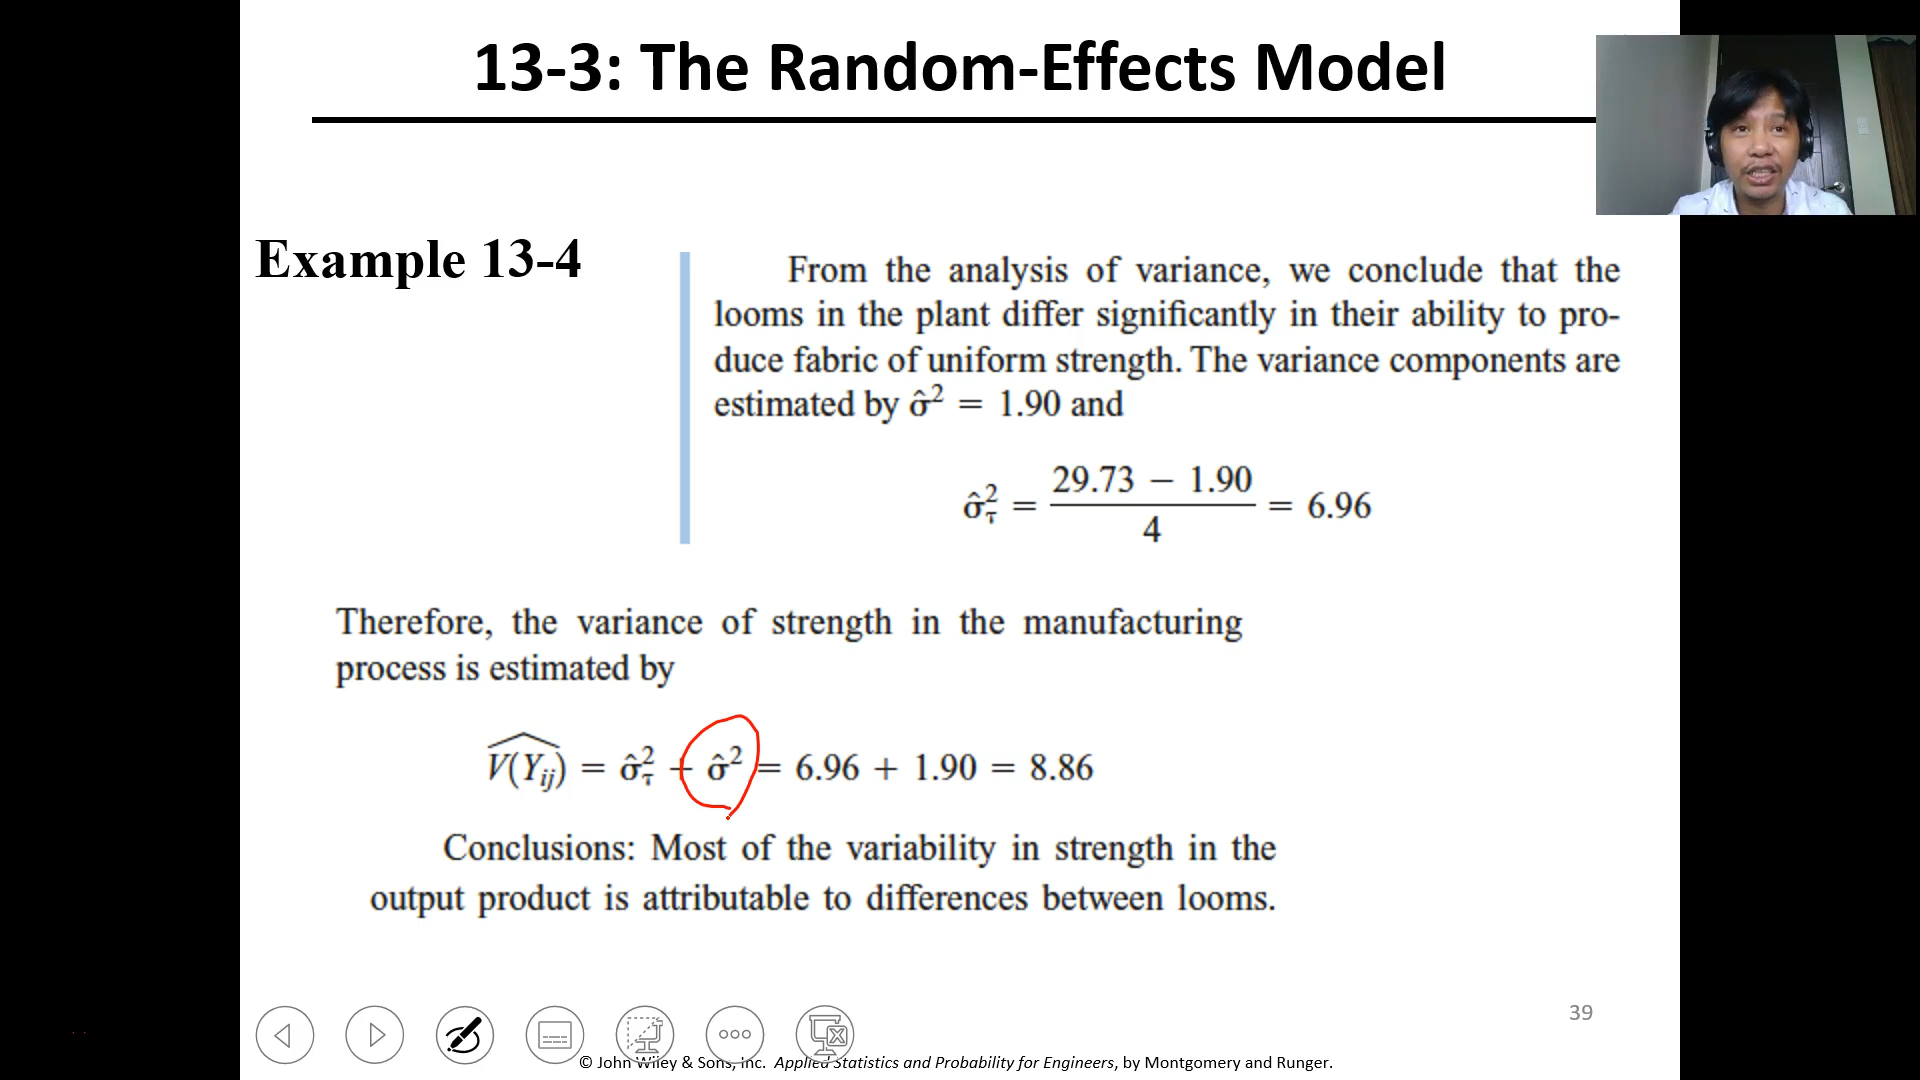 13-3: The Random-Effects Model
Example 13-4
From the analysis of variance, we conclude that the
looms in the plant differ significantly in their ability to pro-
duce fabric of uniform strength. The variance components are
estimated by σ̂² = 1.90 and
σ̂τ² = (29.73 − 1.90)/4 = 6.96
Therefore, the variance of strength in the manufacturing
process is estimated by
V̂(Yij) = σ̂τ² + σ̂² = 6.96 + 1.90 = 8.86
Conclusions: Most of the variability in strength in the
output product is attributable to differences between looms.
39
© John Wiley & Sons, Inc. Applied Statistics and Probability for Engineers, by Montgomery and Runger.